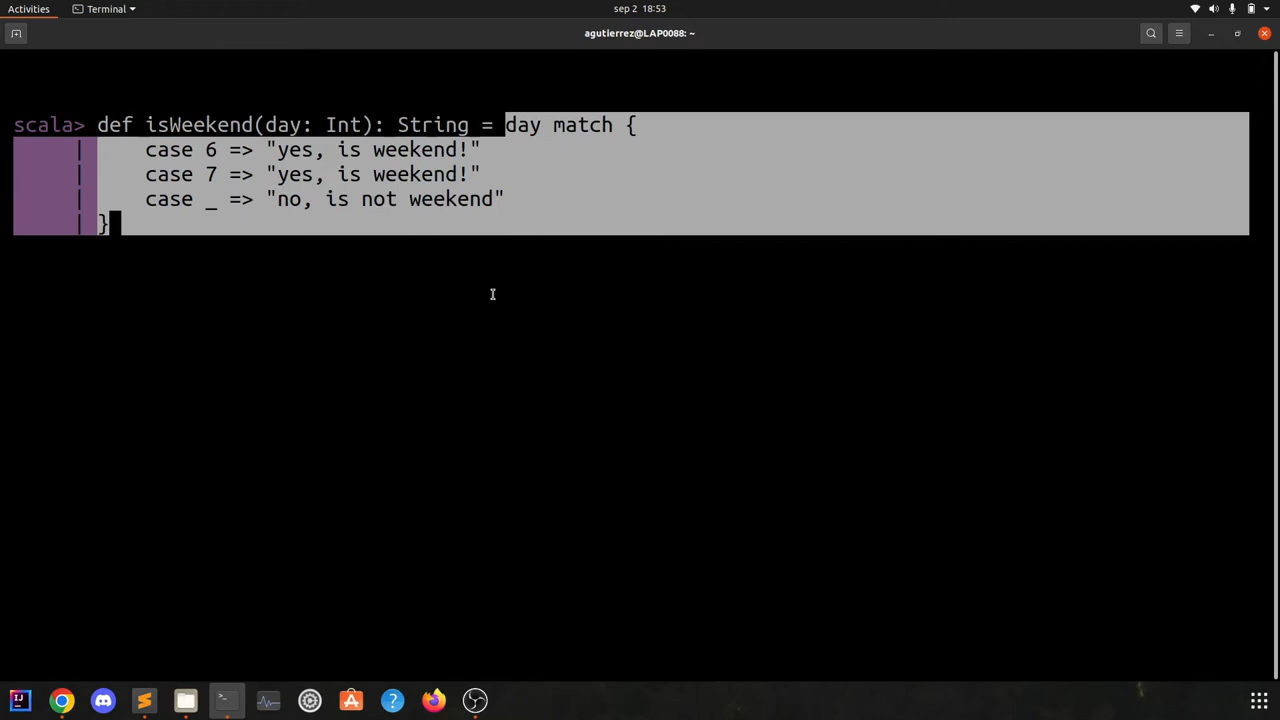 Activities
Terminal
sep 2 18:53
agutierrez@LAP0088: ~
scala> def isWeekend(day: Int): String = day match {
| case 6 => "yes, is weekend!"
| case 7 => "yes, is weekend!"
| case _ => "no, is not weekend"
| }